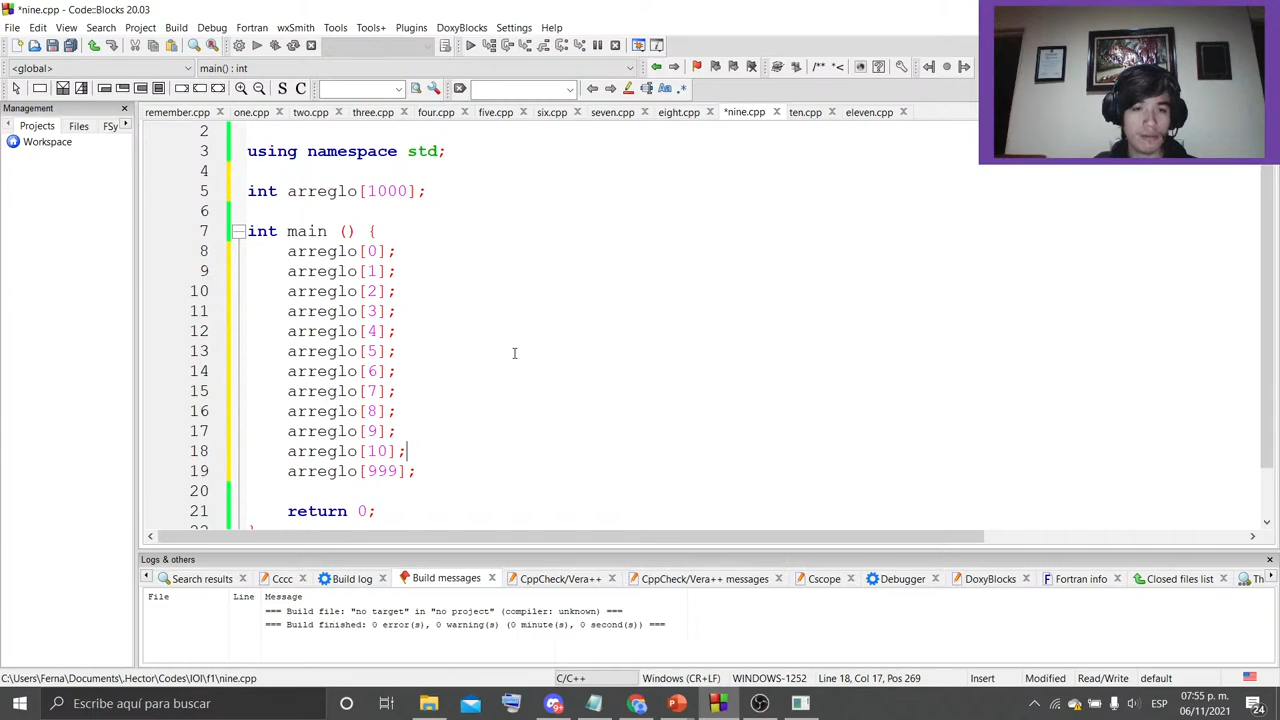 *nine.cpp - Code::Blocks 20.03
File Edit View Search Project Build Debug Fortran wxSmith Tools Tools+ Plugins DoxyBlocks Settings Help
<global> main() : int /** *<
S C Aa .*
Management
Projects Files FSy
Workspace
remember.cpp one.cpp two.cpp three.cpp four.cpp five.cpp six.cpp seven.cpp eight.cpp *nine.cpp ten.cpp eleven.cpp
2
3 using namespace std;
4
5 int arreglo[1000];
6
7 int main () {
8 arreglo[0];
9 arreglo[1];
10 arreglo[2];
11 arreglo[3];
12 arreglo[4];
13 arreglo[5];
14 arreglo[6];
15 arreglo[7];
16 arreglo[8];
17 arreglo[9];
18 arreglo[10];
19 arreglo[999];
20
21 return 0;
22 }
Logs & others
Search results Cccc Build log Build messages CppCheck/Vera++ CppCheck/Vera++ messages Cscope Debugger DoxyBlocks Fortran info Closed files list Th
File Line Message
=== Build file: "no target" in "no project" (compiler: unknown) ===
=== Build finished: 0 error(s), 0 warning(s) (0 minute(s), 0 second(s)) ===
C:\Users\Ferna\Documents\.Hector\Codes\IOI\f1\nine.cpp C/C++ Windows (CR+LF) WINDOWS-1252 Line 18, Col 17, Pos 269 Insert Modified Read/Write default
Escribe aquí para buscar ESP 07:55 p. m.
06/11/2021 24